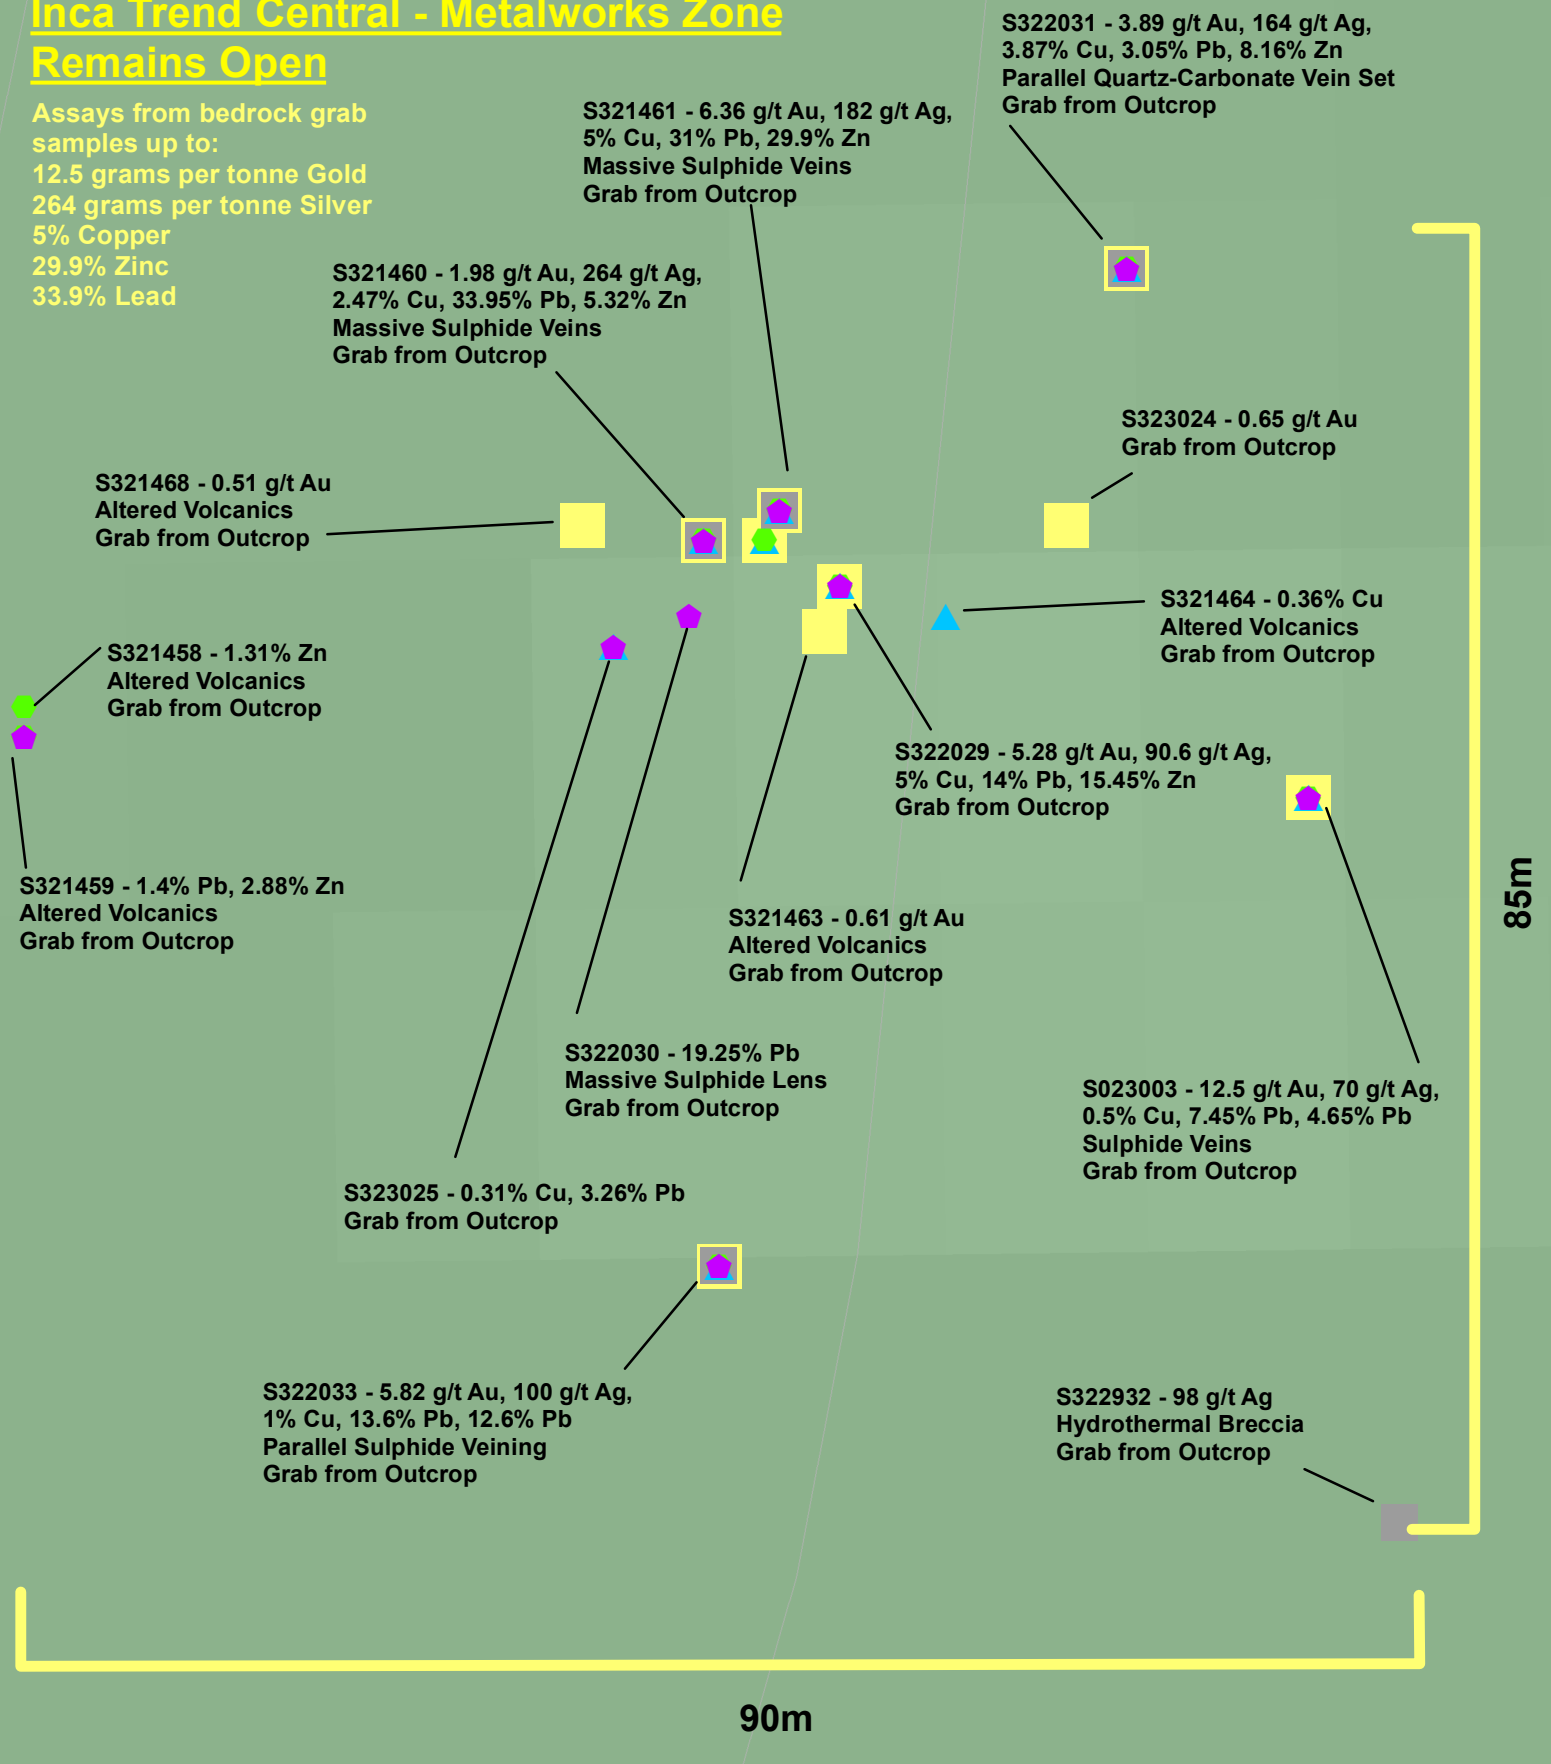 Inca Trend Central - Metalworks Zone
Remains Open
Assays from bedrock grab
samples up to:
12.5 grams per tonne Gold
264 grams per tonne Silver
5% Copper
29.9% Zinc
33.9% Lead
S322031 - 3.89 g/t Au, 164 g/t Ag,
3.87% Cu, 3.05% Pb, 8.16% Zn
Parallel Quartz-Carbonate Vein Set
Grab from Outcrop
S321461 - 6.36 g/t Au, 182 g/t Ag,
5% Cu, 31% Pb, 29.9% Zn
Massive Sulphide Veins
Grab from Outcrop
S321460 - 1.98 g/t Au, 264 g/t Ag,
2.47% Cu, 33.95% Pb, 5.32% Zn
Massive Sulphide Veins
Grab from Outcrop
S323024 - 0.65 g/t Au
Grab from Outcrop
S321468 - 0.51 g/t Au
Altered Volcanics
Grab from Outcrop
S321464 - 0.36% Cu
Altered Volcanics
Grab from Outcrop
S321458 - 1.31% Zn
Altered Volcanics
Grab from Outcrop
S322029 - 5.28 g/t Au, 90.6 g/t Ag,
5% Cu, 14% Pb, 15.45% Zn
Grab from Outcrop
S321459 - 1.4% Pb, 2.88% Zn
Altered Volcanics
Grab from Outcrop
S321463 - 0.61 g/t Au
Altered Volcanics
Grab from Outcrop
85m
S322030 - 19.25% Pb
Massive Sulphide Lens
Grab from Outcrop
S023003 - 12.5 g/t Au, 70 g/t Ag,
0.5% Cu, 7.45% Pb, 4.65% Pb
Sulphide Veins
Grab from Outcrop
S323025 - 0.31% Cu, 3.26% Pb
Grab from Outcrop
S322033 - 5.82 g/t Au, 100 g/t Ag,
1% Cu, 13.6% Pb, 12.6% Pb
Parallel Sulphide Veining
Grab from Outcrop
S322932 - 98 g/t Ag
Hydrothermal Breccia
Grab from Outcrop
90m